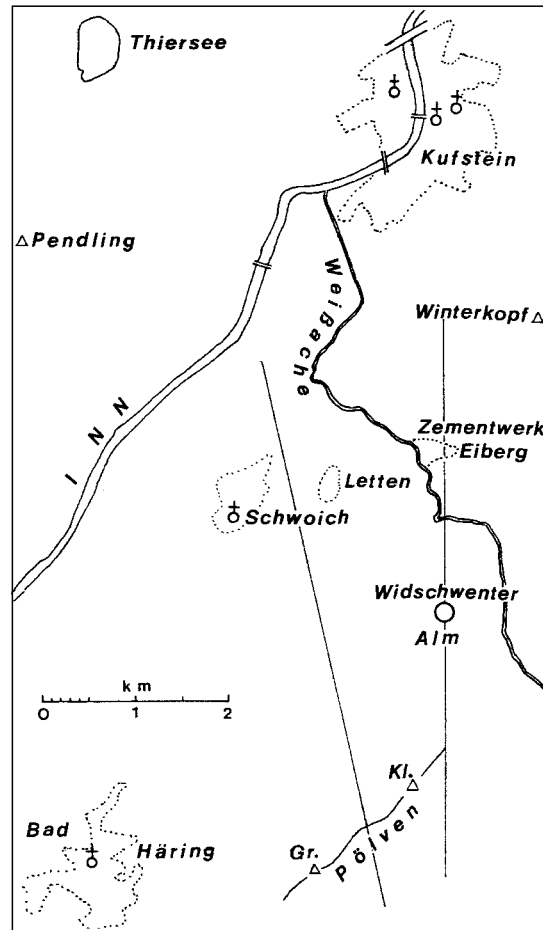 Thiersee
Kufstein
Pendling
Weißache
Winterkopf
INN
Zementwerk
Eiberg
Letten
Schwoich
Widschwenter
Alm
km
0 1 2
Kl.
Bad
Häring
Gr.
Pölven